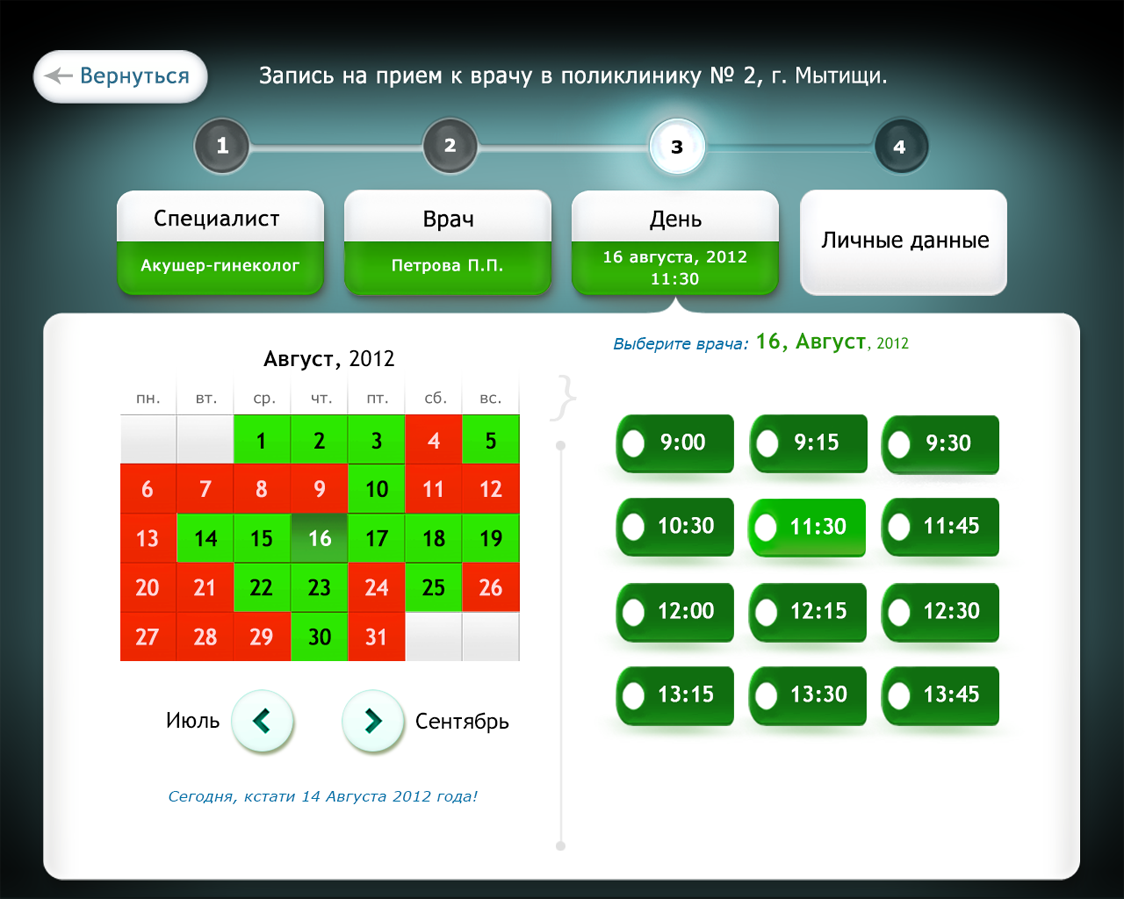 Вернуться
Запись на прием к врачу в поликлинику № 2, г. Мытищи.
1 2 3 4
Специалист
Акушер-гинеколог
Врач
Петрова П.П.
День
16 августа, 2012
11:30
Личные данные
Август, 2012
пн. вт. ср. чт. пт. сб. вс.
1 2 3 4 5
6 7 8 9 10 11 12
13 14 15 16 17 18 19
20 21 22 23 24 25 26
27 28 29 30 31
Июль
Сентябрь
Сегодня, кстати 14 Августа 2012 года!
Выберите врача: 16, Август, 2012
9:00 9:15 9:30
10:30 11:30 11:45
12:00 12:15 12:30
13:15 13:30 13:45